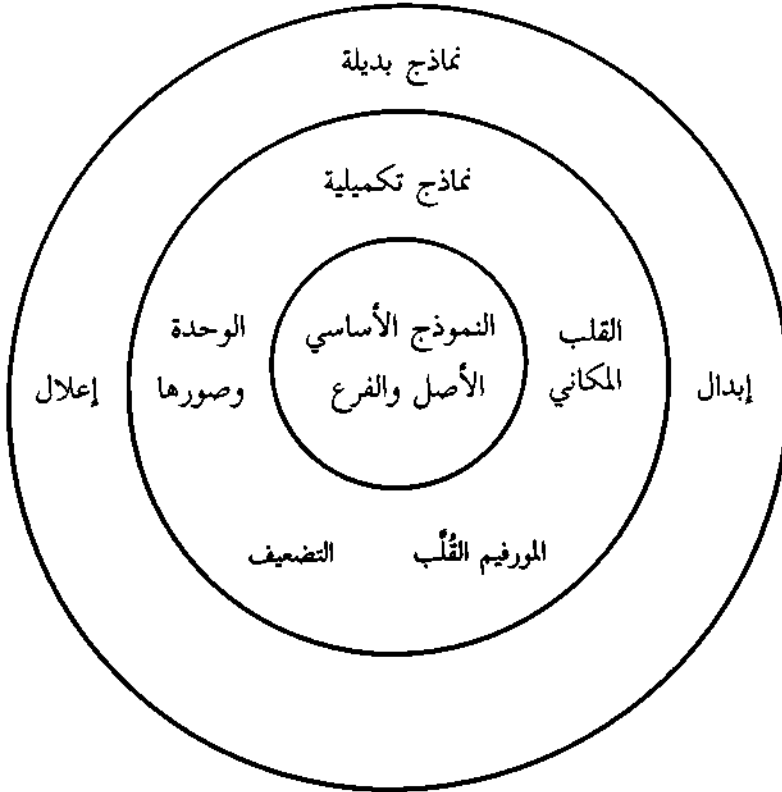 نماذج بديلة
نماذج تكميلية
النموذج الأساسي
الأصل والفرع
القلب
المكاني
الوحدة
وصورها
إبدال
إعلال
المورفيم القُلَّب
التضعيف